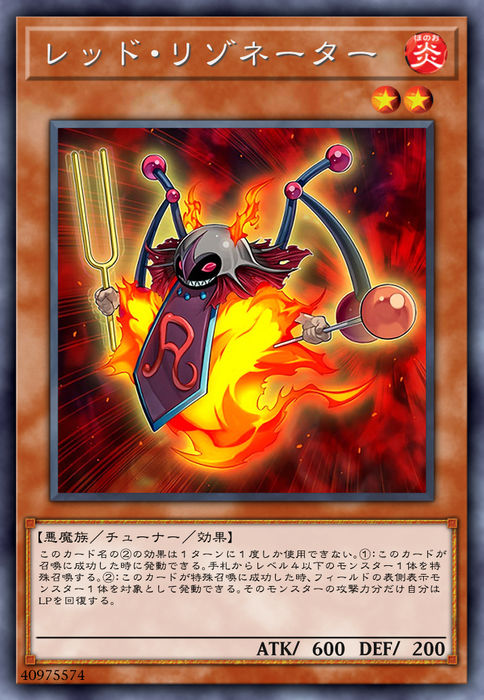 レッド・リゾネーター
ほのお
炎
R
【悪魔族／チューナー／効果】
このカード名の②の効果は１ターンに１度しか使用できない。①：このカードが
召喚に成功した時に発動できる。手札からレベル４以下のモンスター１体を特
殊召喚する。②：このカードが特殊召喚に成功した時、フィールドの表側表示モ
ンスター１体を対象として発動できる。そのモンスターの攻撃力分だけ自分は
LPを回復する。
ATK/ 600 DEF/ 200
40975574